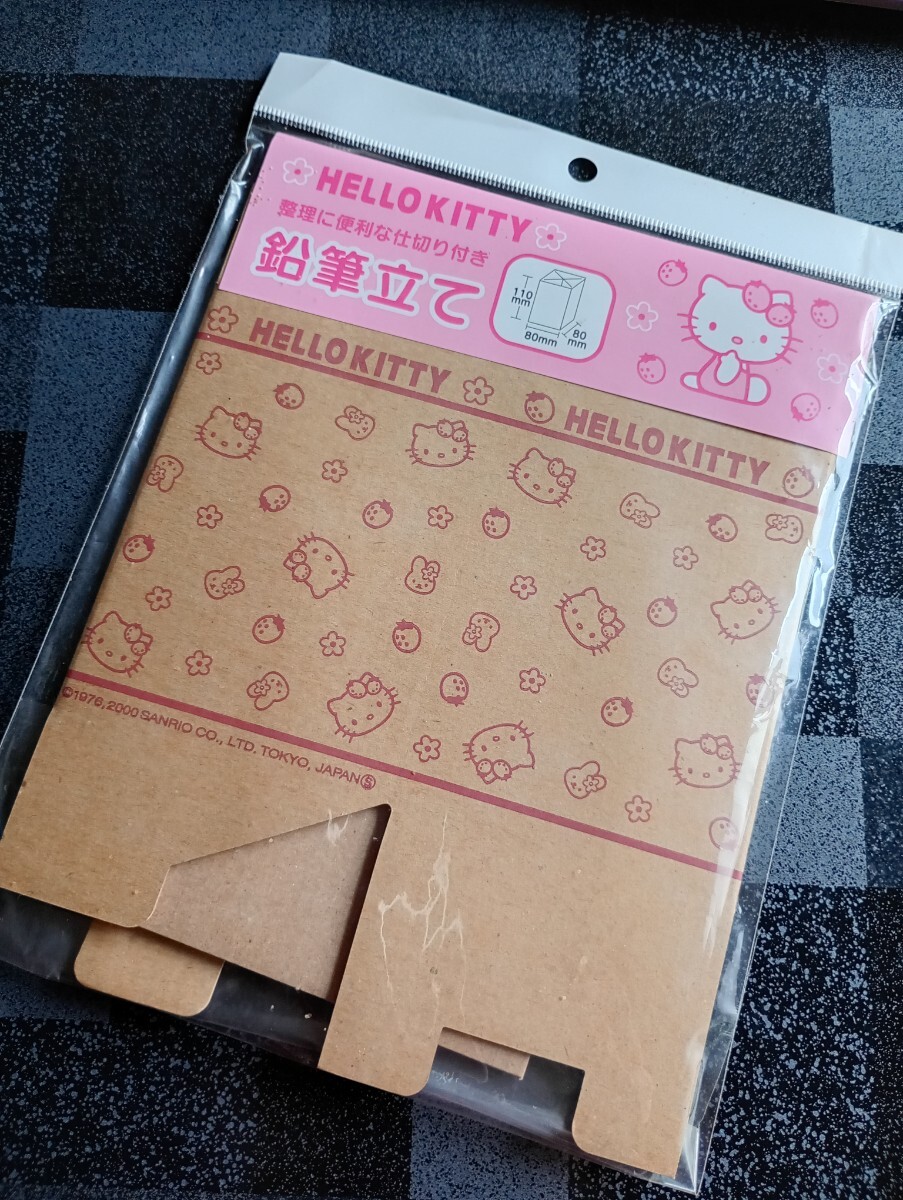 HELLO KITTY
整理に便利な仕切り付き
鉛筆立て
110
mm
80mm
80
mm
HELLO KITTY
HELLO KITTY
©1976, 2000 SANRIO CO., LTD. TOKYO, JAPAN Ⓢ